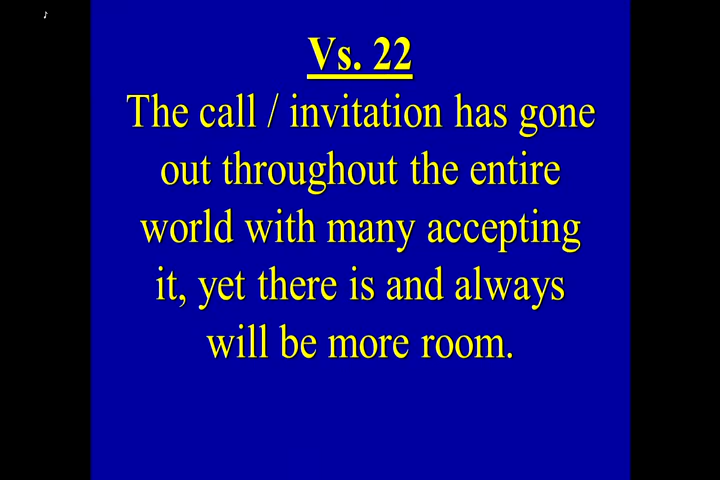 Vs. 22
The call / invitation has gone
out throughout the entire
world with many accepting
it, yet there is and always
will be more room.